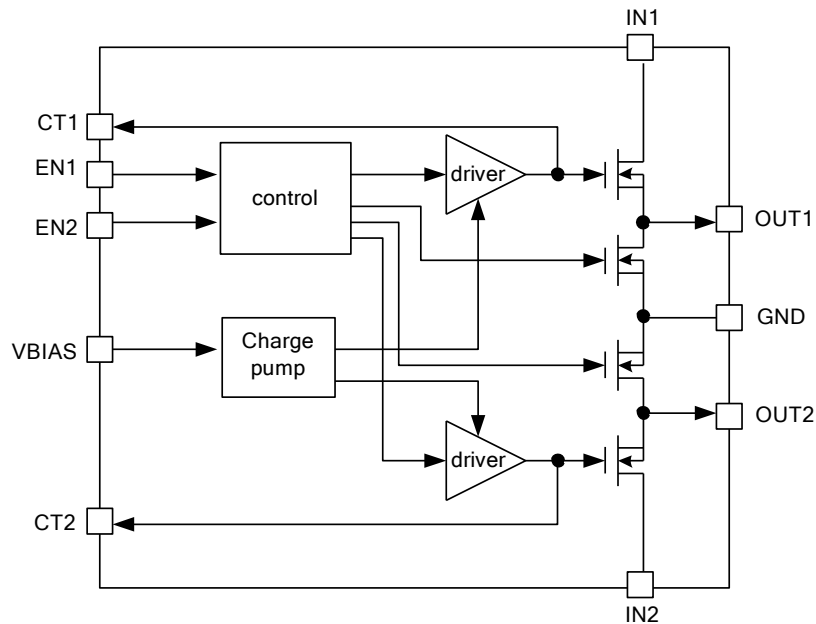 IN1
CT1
EN1
EN2
control
driver
OUT1
GND
VBIAS
Charge
pump
OUT2
driver
CT2
IN2